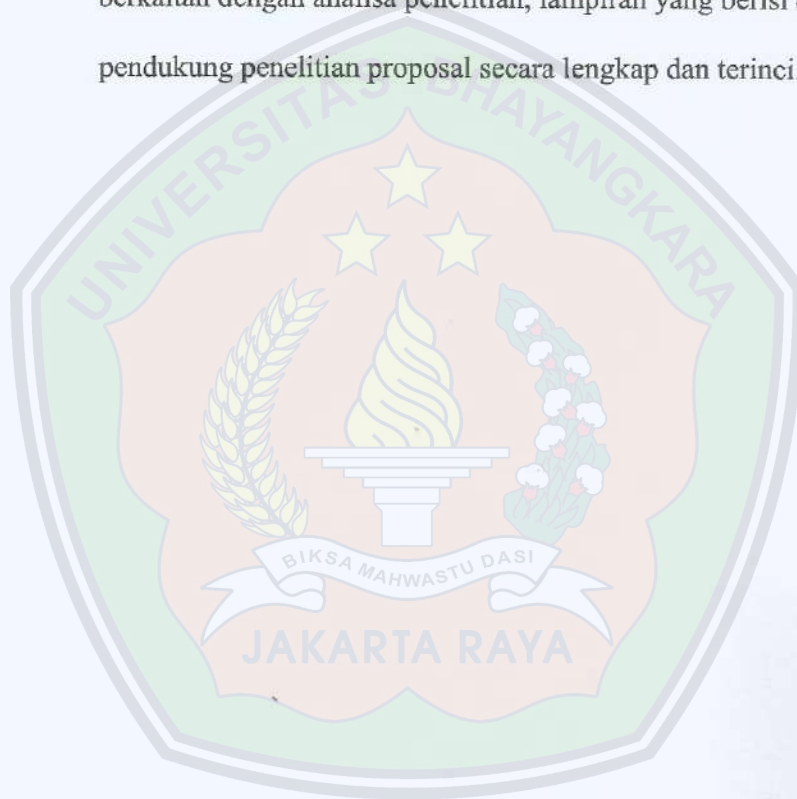 berkaitan dengan analisa penelitian, lampiran yang berisi
pendukung penelitian proposal secara lengkap dan terinci.
UNIVERSITAS BHAYANGKARA
BIKSA MAHWASTU DASI
JAKARTA RAYA